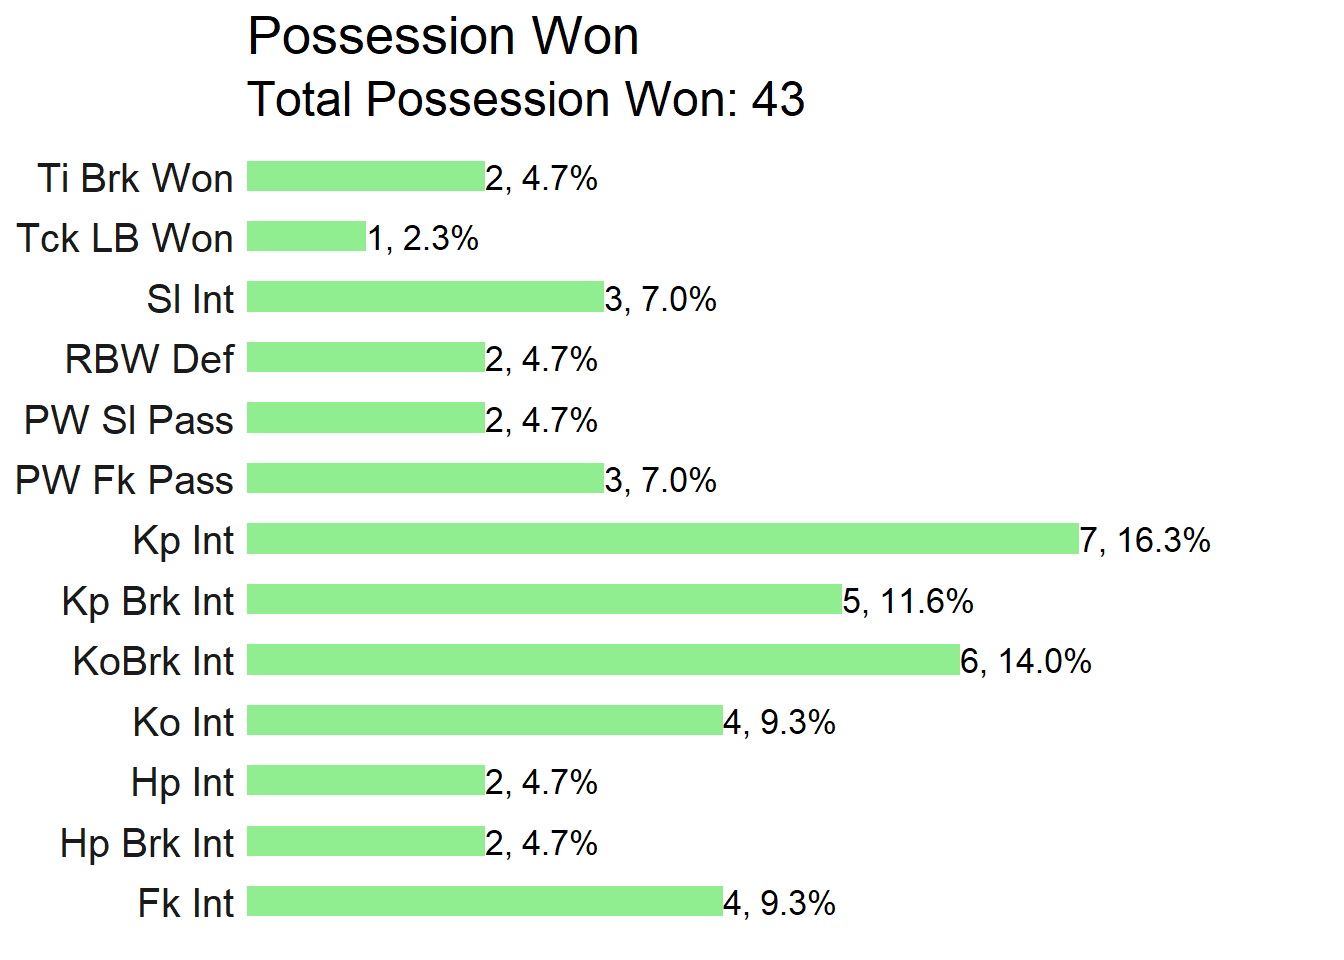 Possession Won
Total Possession Won: 43
Ti Brk Won 2, 4.7%
Tck LB Won 1, 2.3%
Sl Int 3, 7.0%
RBW Def 2, 4.7%
PW Sl Pass 2, 4.7%
PW Fk Pass 3, 7.0%
Kp Int 7, 16.3%
Kp Brk Int 5, 11.6%
KoBrk Int 6, 14.0%
Ko Int 4, 9.3%
Hp Int 2, 4.7%
Hp Brk Int 2, 4.7%
Fk Int 4, 9.3%